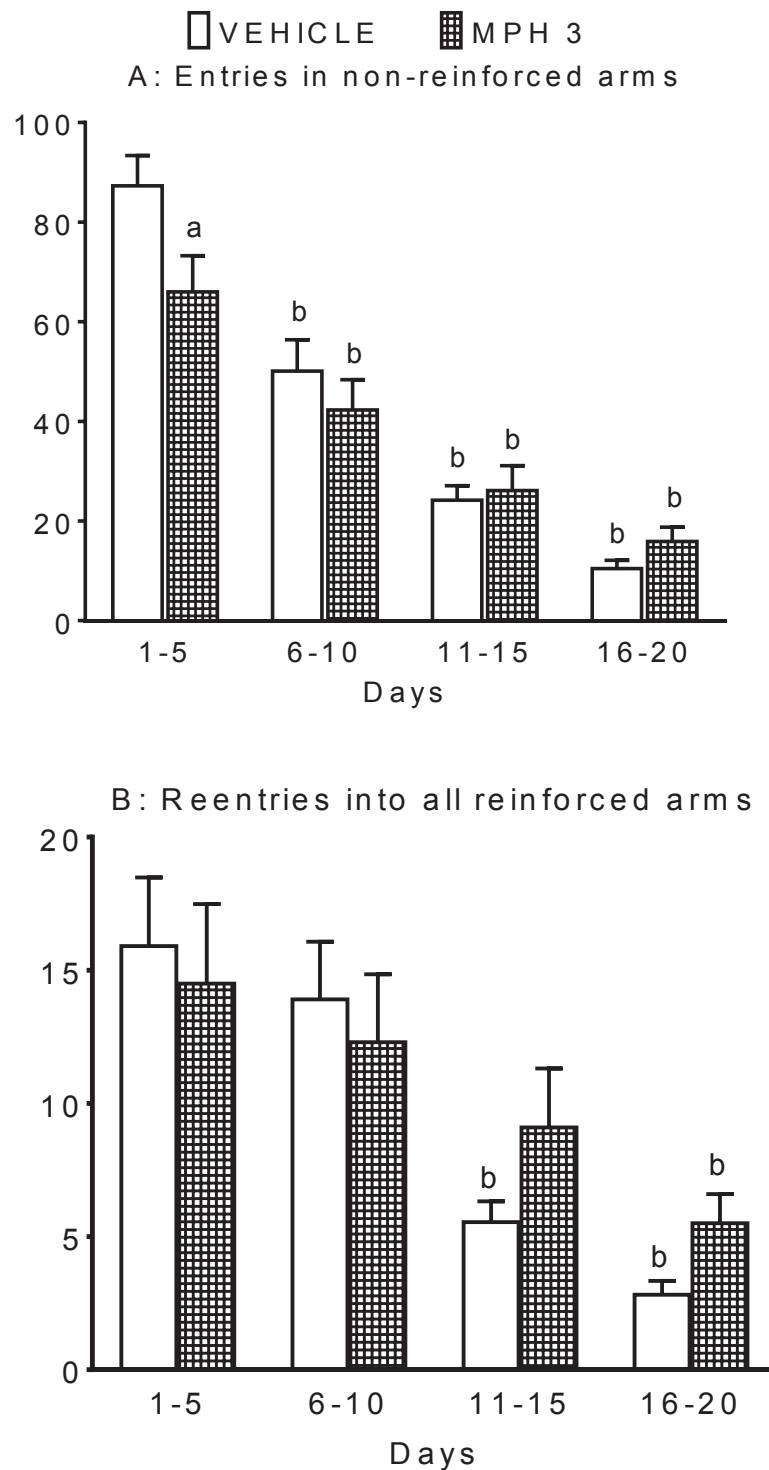 VEHICLE MPH 3
A: Entries in non-reinforced arms
100
80
60
40
20
0
a
b
b
b
b
b
b
1-5 6-10 11-15 16-20
Days
B: Reentries into all reinforced arms
20
15
10
5
0
b
b
b
1-5 6-10 11-15 16-20
Days